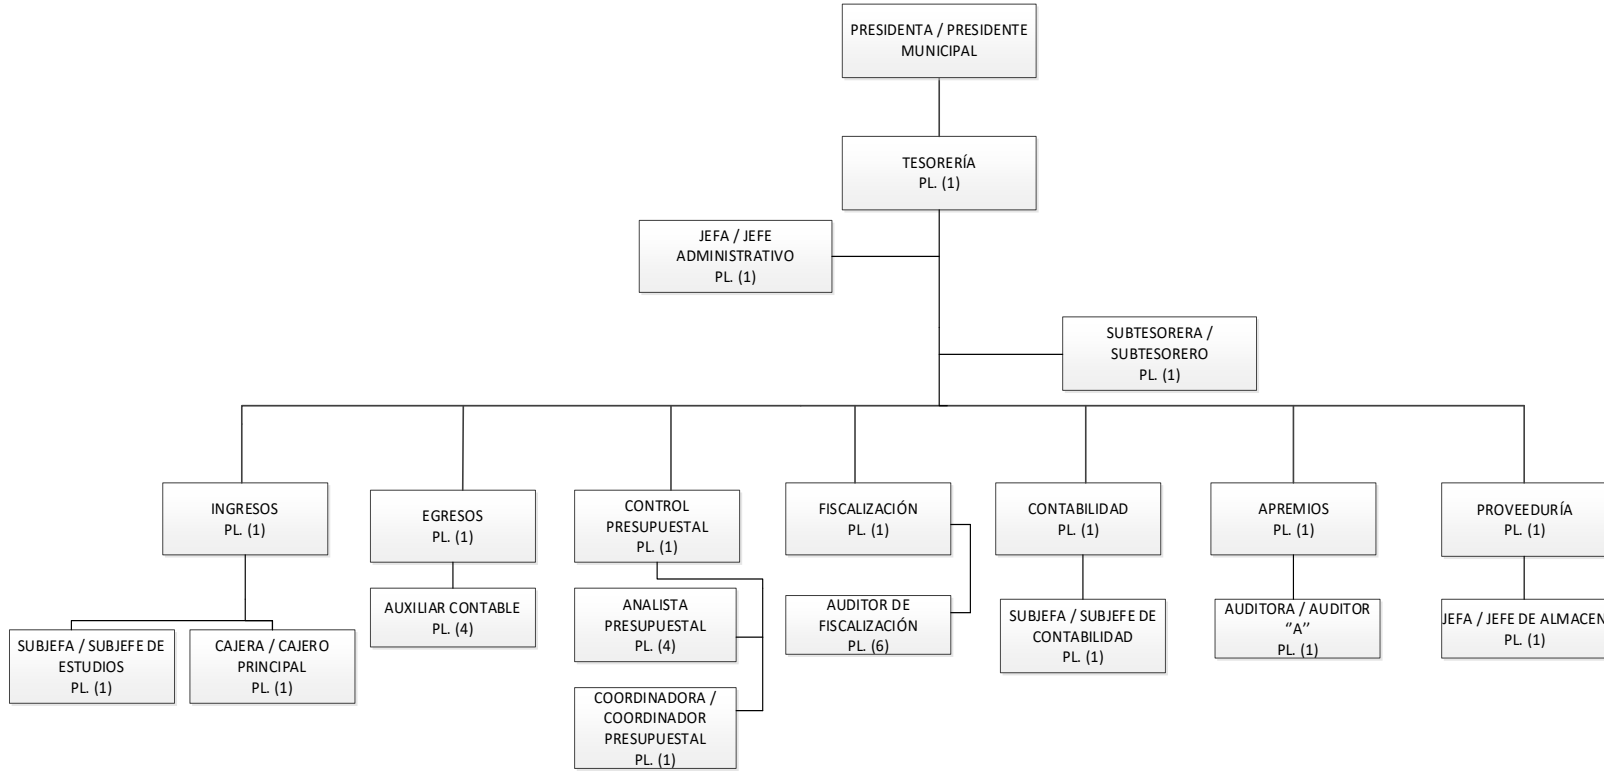 PRESIDENTA / PRESIDENTE
MUNICIPAL
TESORERÍA
PL. (1)
JEFA / JEFE
ADMINISTRATIVO
PL. (1)
SUBTESORERA /
SUBTESORERO
PL. (1)
INGRESOS
PL. (1)
EGRESOS
PL. (1)
CONTROL
PRESUPUESTAL
PL. (1)
FISCALIZACIÓN
PL. (1)
CONTABILIDAD
PL. (1)
APREMIOS
PL. (1)
PROVEEDURÍA
PL. (1)
SUBJEFA / SUBJEFE DE
ESTUDIOS
PL. (1)
CAJERA / CAJERO
PRINCIPAL
PL. (1)
AUXILIAR CONTABLE
PL. (4)
ANALISTA
PRESUPUESTAL
PL. (4)
COORDINADORA /
COORDINADOR
PRESUPUESTAL
PL. (1)
AUDITOR DE
FISCALIZACIÓN
PL. (6)
SUBJEFA / SUBJEFE DE
CONTABILIDAD
PL. (1)
AUDITORA / AUDITOR
‘’A’’
PL. (1)
JEFA / JEFE DE ALMACEN
PL. (1)